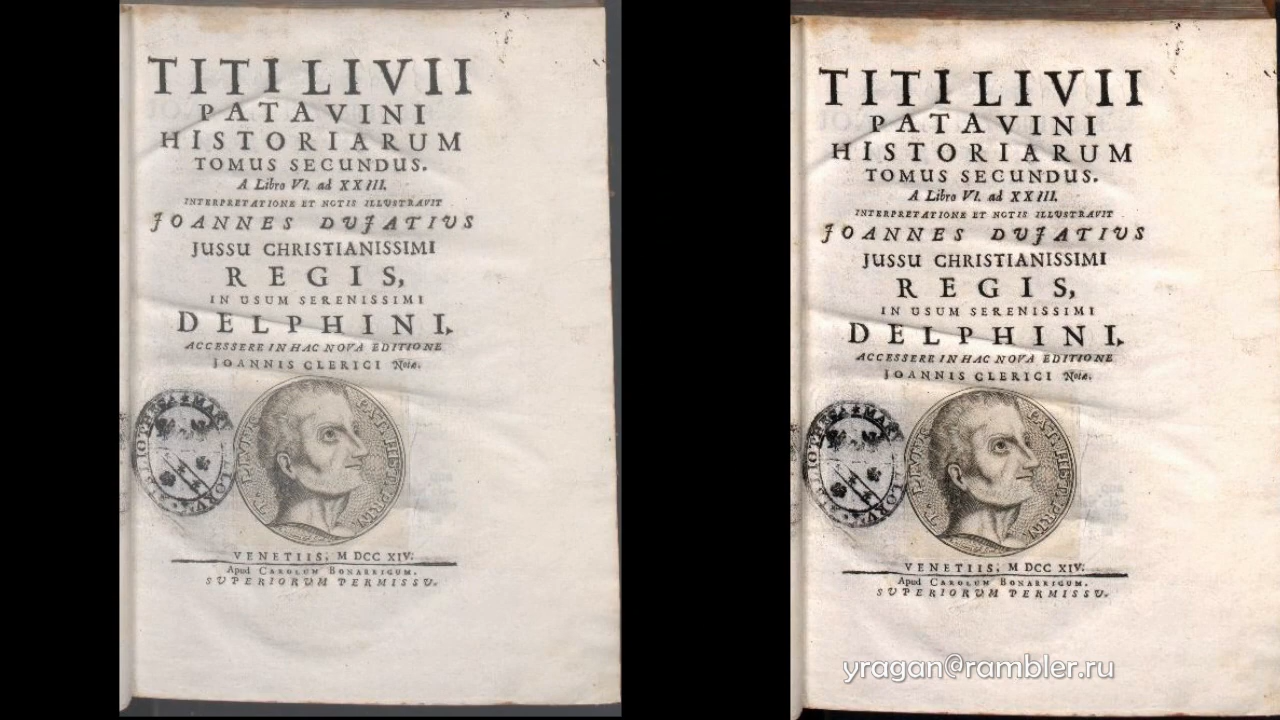 TITI LIVII
PATAVINI
HISTORIARUM
TOMUS SECUNDUS.
A Libro VI. ad XXIII.
INTERPRETATIONE ET NOTIS ILLUSTRAVIT
JOANNES DUJATIUS
JUSSU CHRISTIANISSIMI
REGIS,
IN USUM SERENISSIMI
DELPHINI,
ACCESSERE IN HAC NOVA EDITIONE
JOANNIS CLERICI Notæ.
VENETIIS, M DCC XIV.
Apud CAROLUM BONARRIGUM.
SUPERIORUM PERMISSU.
TITI LIVII
PATAVINI
HISTORIARUM
TOMUS SECUNDUS.
A Libro VI. ad XXIII.
INTERPRETATIONE ET NOTIS ILLUSTRAVIT
JOANNES DUJATIUS
JUSSU CHRISTIANISSIMI
REGIS,
IN USUM SERENISSIMI
DELPHINI,
ACCESSERE IN HAC NOVA EDITIONE
JOANNIS CLERICI Notæ.
VENETIIS, M DCC XIV.
Apud CAROLUM BONARRIGUM.
SUPERIORUM PERMISSU.
yragan@rambler.ru